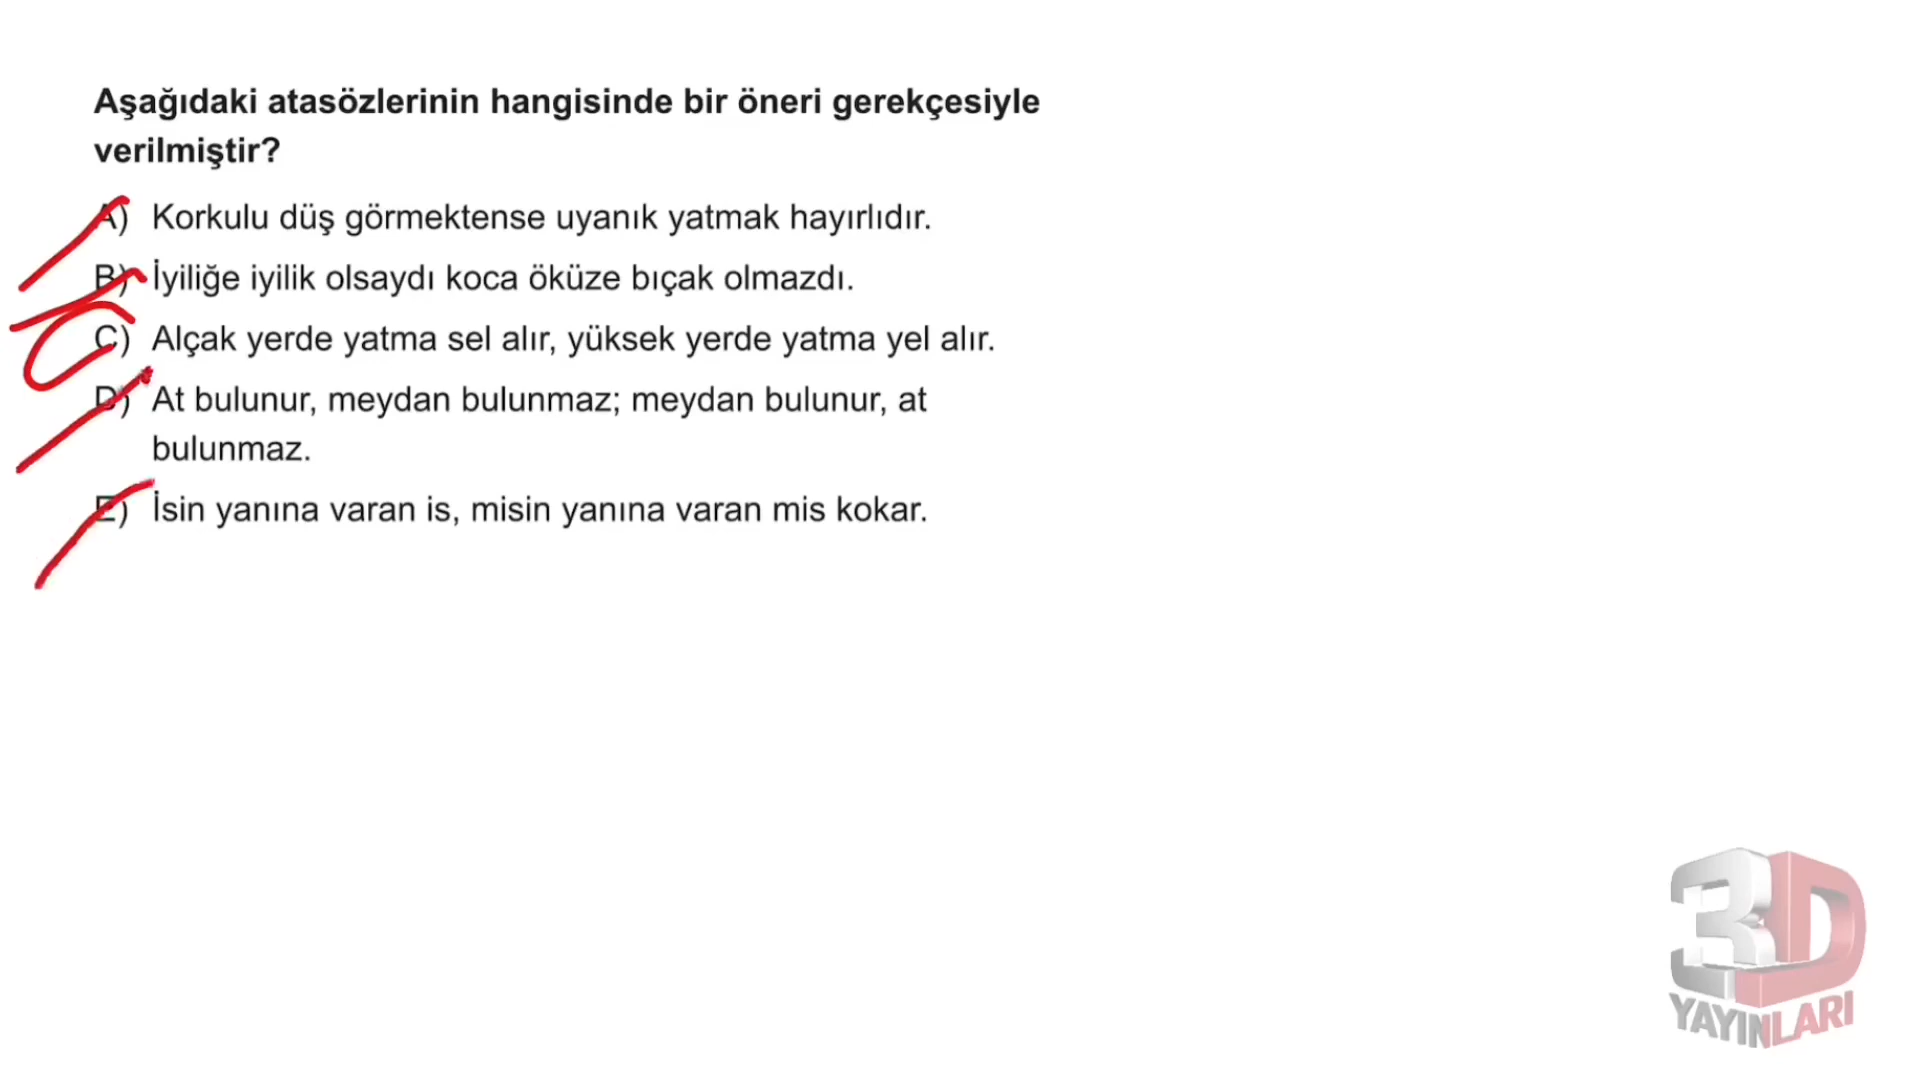 Aşağıdaki atasözlerinin hangisinde bir öneri gerekçesiyle
verilmiştir?
A) Korkulu düş görmektense uyanık yatmak hayırlıdır.
B) İyiliğe iyilik olsaydı koca öküze bıçak olmazdı.
C) Alçak yerde yatma sel alır, yüksek yerde yatma yel alır.
D) At bulunur, meydan bulunmaz; meydan bulunur, at
bulunmaz.
E) İsin yanına varan is, misin yanına varan mis kokar.
3D
YAYINLARI